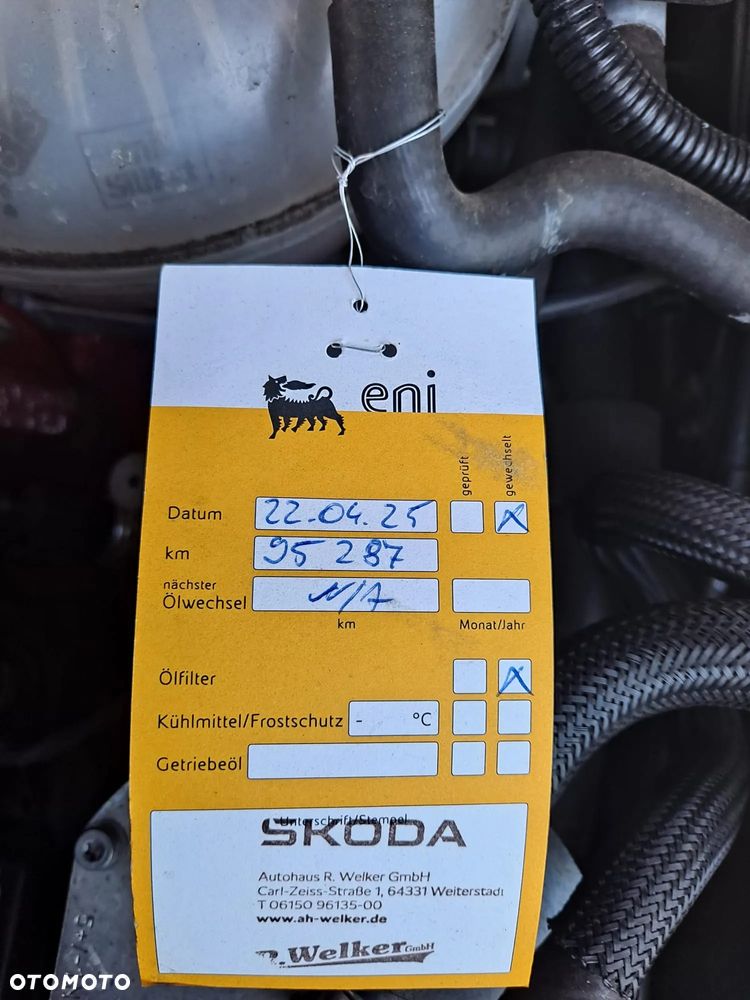 eni
geprüft
gewechselt
Datum 22.04.25 X
km 95 287
nächster
Ölwechsel N/A
km Monat/Jahr
Ölfilter X
Kühlmittel/Frostschutz - °C
Getriebeöl
Unterschrift/Stempel
SKODA
Autohaus R. Welker GmbH
Carl-Zeiss-Straße 1, 64331 Weiterstadt
T 06150 96135-00
www.ah-welker.de
R. Welker GmbH
OTOMOTO